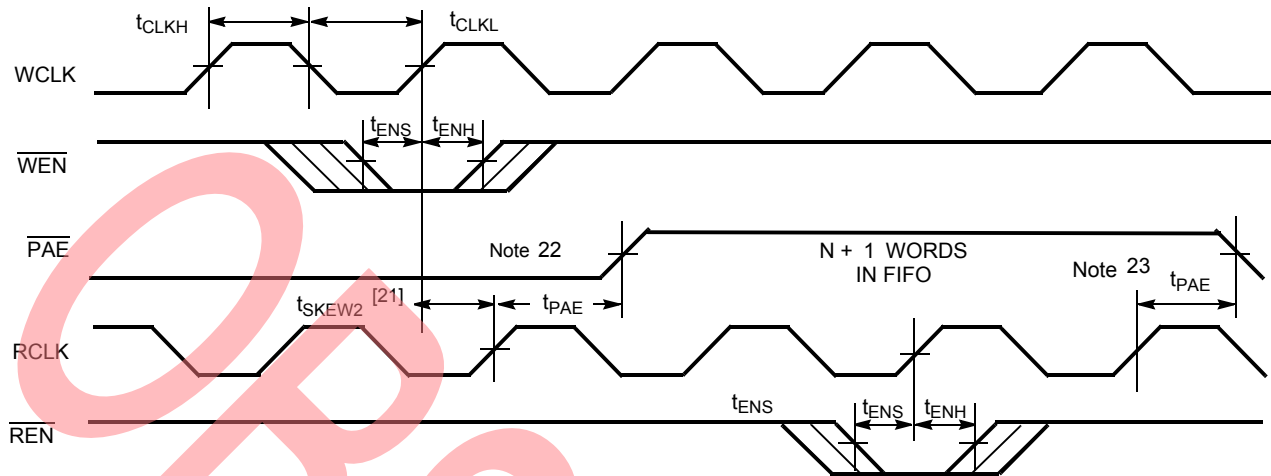 tCLKH
tCLKL
WCLK
tENS
tENH
WEN
PAE
Note 22
N + 1 WORDS
IN FIFO
Note 23
tSKEW2 [21]
tPAE
tPAE
RCLK
tENS
tENS
tENH
REN